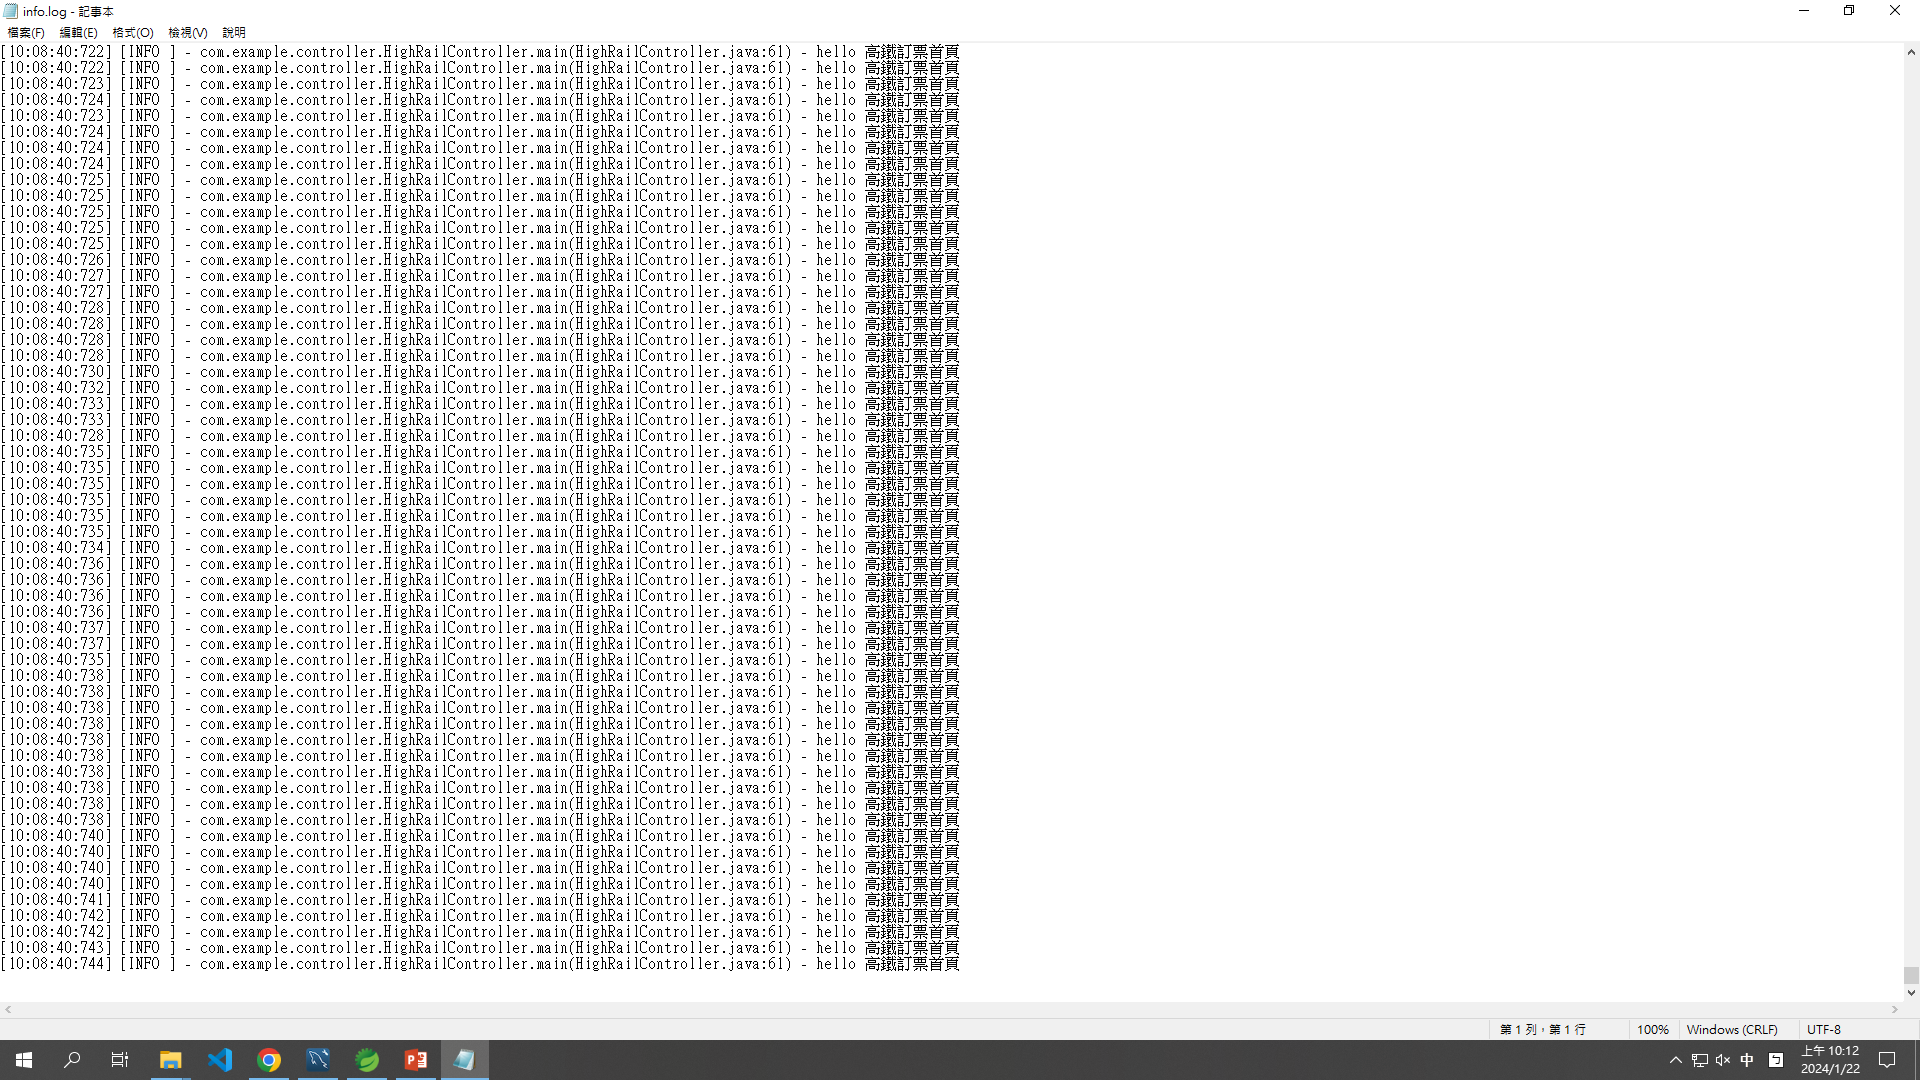 info.log - 記事本
檔案(F) 編輯(E) 格式(O) 檢視(V) 說明
[10:08:40:722] [INFO ] - com.example.controller.HighRailController.main(HighRailController.java:61) - hello 高鐵訂票首頁
[10:08:40:722] [INFO ] - com.example.controller.HighRailController.main(HighRailController.java:61) - hello 高鐵訂票首頁
[10:08:40:723] [INFO ] - com.example.controller.HighRailController.main(HighRailController.java:61) - hello 高鐵訂票首頁
[10:08:40:724] [INFO ] - com.example.controller.HighRailController.main(HighRailController.java:61) - hello 高鐵訂票首頁
[10:08:40:723] [INFO ] - com.example.controller.HighRailController.main(HighRailController.java:61) - hello 高鐵訂票首頁
[10:08:40:724] [INFO ] - com.example.controller.HighRailController.main(HighRailController.java:61) - hello 高鐵訂票首頁
[10:08:40:724] [INFO ] - com.example.controller.HighRailController.main(HighRailController.java:61) - hello 高鐵訂票首頁
[10:08:40:724] [INFO ] - com.example.controller.HighRailController.main(HighRailController.java:61) - hello 高鐵訂票首頁
[10:08:40:725] [INFO ] - com.example.controller.HighRailController.main(HighRailController.java:61) - hello 高鐵訂票首頁
[10:08:40:725] [INFO ] - com.example.controller.HighRailController.main(HighRailController.java:61) - hello 高鐵訂票首頁
[10:08:40:725] [INFO ] - com.example.controller.HighRailController.main(HighRailController.java:61) - hello 高鐵訂票首頁
[10:08:40:725] [INFO ] - com.example.controller.HighRailController.main(HighRailController.java:61) - hello 高鐵訂票首頁
[10:08:40:725] [INFO ] - com.example.controller.HighRailController.main(HighRailController.java:61) - hello 高鐵訂票首頁
[10:08:40:726] [INFO ] - com.example.controller.HighRailController.main(HighRailController.java:61) - hello 高鐵訂票首頁
[10:08:40:727] [INFO ] - com.example.controller.HighRailController.main(HighRailController.java:61) - hello 高鐵訂票首頁
[10:08:40:727] [INFO ] - com.example.controller.HighRailController.main(HighRailController.java:61) - hello 高鐵訂票首頁
[10:08:40:728] [INFO ] - com.example.controller.HighRailController.main(HighRailController.java:61) - hello 高鐵訂票首頁
[10:08:40:728] [INFO ] - com.example.controller.HighRailController.main(HighRailController.java:61) - hello 高鐵訂票首頁
[10:08:40:728] [INFO ] - com.example.controller.HighRailController.main(HighRailController.java:61) - hello 高鐵訂票首頁
[10:08:40:728] [INFO ] - com.example.controller.HighRailController.main(HighRailController.java:61) - hello 高鐵訂票首頁
[10:08:40:730] [INFO ] - com.example.controller.HighRailController.main(HighRailController.java:61) - hello 高鐵訂票首頁
[10:08:40:732] [INFO ] - com.example.controller.HighRailController.main(HighRailController.java:61) - hello 高鐵訂票首頁
[10:08:40:733] [INFO ] - com.example.controller.HighRailController.main(HighRailController.java:61) - hello 高鐵訂票首頁
[10:08:40:733] [INFO ] - com.example.controller.HighRailController.main(HighRailController.java:61) - hello 高鐵訂票首頁
[10:08:40:728] [INFO ] - com.example.controller.HighRailController.main(HighRailController.java:61) - hello 高鐵訂票首頁
[10:08:40:735] [INFO ] - com.example.controller.HighRailController.main(HighRailController.java:61) - hello 高鐵訂票首頁
[10:08:40:735] [INFO ] - com.example.controller.HighRailController.main(HighRailController.java:61) - hello 高鐵訂票首頁
[10:08:40:735] [INFO ] - com.example.controller.HighRailController.main(HighRailController.java:61) - hello 高鐵訂票首頁
[10:08:40:735] [INFO ] - com.example.controller.HighRailController.main(HighRailController.java:61) - hello 高鐵訂票首頁
[10:08:40:735] [INFO ] - com.example.controller.HighRailController.main(HighRailController.java:61) - hello 高鐵訂票首頁
[10:08:40:735] [INFO ] - com.example.controller.HighRailController.main(HighRailController.java:61) - hello 高鐵訂票首頁
[10:08:40:734] [INFO ] - com.example.controller.HighRailController.main(HighRailController.java:61) - hello 高鐵訂票首頁
[10:08:40:736] [INFO ] - com.example.controller.HighRailController.main(HighRailController.java:61) - hello 高鐵訂票首頁
[10:08:40:736] [INFO ] - com.example.controller.HighRailController.main(HighRailController.java:61) - hello 高鐵訂票首頁
[10:08:40:736] [INFO ] - com.example.controller.HighRailController.main(HighRailController.java:61) - hello 高鐵訂票首頁
[10:08:40:736] [INFO ] - com.example.controller.HighRailController.main(HighRailController.java:61) - hello 高鐵訂票首頁
[10:08:40:737] [INFO ] - com.example.controller.HighRailController.main(HighRailController.java:61) - hello 高鐵訂票首頁
[10:08:40:737] [INFO ] - com.example.controller.HighRailController.main(HighRailController.java:61) - hello 高鐵訂票首頁
[10:08:40:735] [INFO ] - com.example.controller.HighRailController.main(HighRailController.java:61) - hello 高鐵訂票首頁
[10:08:40:738] [INFO ] - com.example.controller.HighRailController.main(HighRailController.java:61) - hello 高鐵訂票首頁
[10:08:40:738] [INFO ] - com.example.controller.HighRailController.main(HighRailController.java:61) - hello 高鐵訂票首頁
[10:08:40:738] [INFO ] - com.example.controller.HighRailController.main(HighRailController.java:61) - hello 高鐵訂票首頁
[10:08:40:738] [INFO ] - com.example.controller.HighRailController.main(HighRailController.java:61) - hello 高鐵訂票首頁
[10:08:40:738] [INFO ] - com.example.controller.HighRailController.main(HighRailController.java:61) - hello 高鐵訂票首頁
[10:08:40:738] [INFO ] - com.example.controller.HighRailController.main(HighRailController.java:61) - hello 高鐵訂票首頁
[10:08:40:738] [INFO ] - com.example.controller.HighRailController.main(HighRailController.java:61) - hello 高鐵訂票首頁
[10:08:40:738] [INFO ] - com.example.controller.HighRailController.main(HighRailController.java:61) - hello 高鐵訂票首頁
[10:08:40:738] [INFO ] - com.example.controller.HighRailController.main(HighRailController.java:61) - hello 高鐵訂票首頁
[10:08:40:738] [INFO ] - com.example.controller.HighRailController.main(HighRailController.java:61) - hello 高鐵訂票首頁
[10:08:40:740] [INFO ] - com.example.controller.HighRailController.main(HighRailController.java:61) - hello 高鐵訂票首頁
[10:08:40:740] [INFO ] - com.example.controller.HighRailController.main(HighRailController.java:61) - hello 高鐵訂票首頁
[10:08:40:740] [INFO ] - com.example.controller.HighRailController.main(HighRailController.java:61) - hello 高鐵訂票首頁
[10:08:40:740] [INFO ] - com.example.controller.HighRailController.main(HighRailController.java:61) - hello 高鐵訂票首頁
[10:08:40:741] [INFO ] - com.example.controller.HighRailController.main(HighRailController.java:61) - hello 高鐵訂票首頁
[10:08:40:742] [INFO ] - com.example.controller.HighRailController.main(HighRailController.java:61) - hello 高鐵訂票首頁
[10:08:40:742] [INFO ] - com.example.controller.HighRailController.main(HighRailController.java:61) - hello 高鐵訂票首頁
[10:08:40:743] [INFO ] - com.example.controller.HighRailController.main(HighRailController.java:61) - hello 高鐵訂票首頁
[10:08:40:744] [INFO ] - com.example.controller.HighRailController.main(HighRailController.java:61) - hello 高鐵訂票首頁
第 1 列，第 1 行 100% Windows (CRLF) UTF-8
中 ㄅ 上午 10:12
2024/1/22